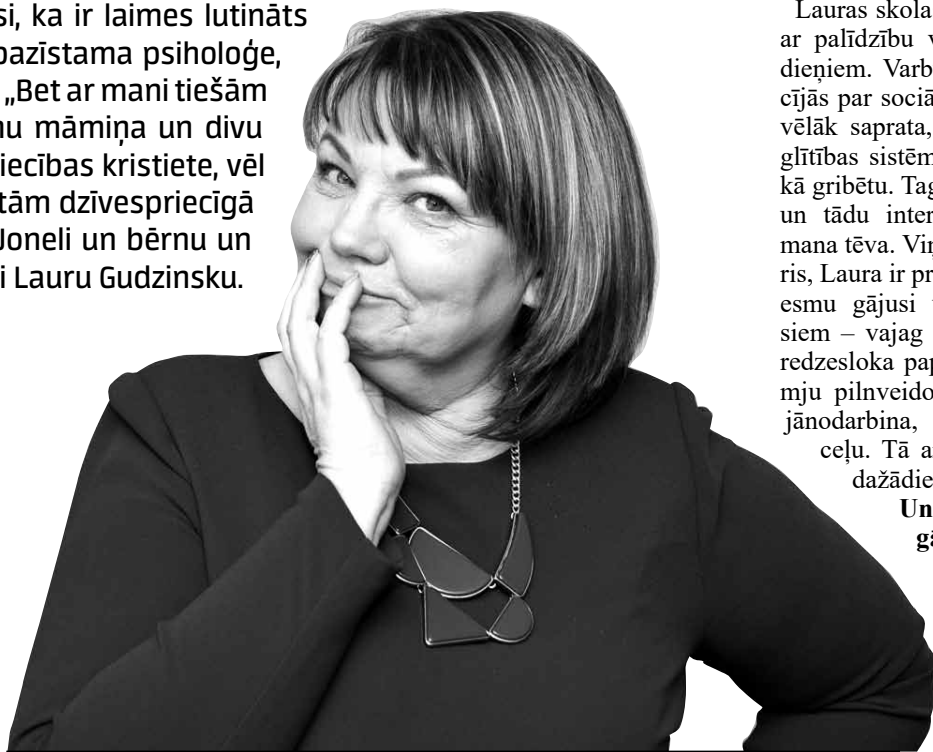 si, ka ir laimes lutināts
pazīstama psiholoģe,
„Bet ar mani tiešām
māmiņa un divu
iecības kristiete, vēl
tām dzīvespriecīgā
Joneli un bērnu un
i Lauru Gudzinsku.
Lauras skola
ar palīdzību v
dieņiem. Varb
cījās par sociā
vēlāk saprata,
glītības sistēm
kā gribētu. Tag
un tādu inter
mana tēva. Viņ
ris, Laura ir pr
esmu gājusi
siem – vajag
redzesloka pap
mju pilnveido
jānodarbina,
ceļu. Tā a
dažādie
Un
gā